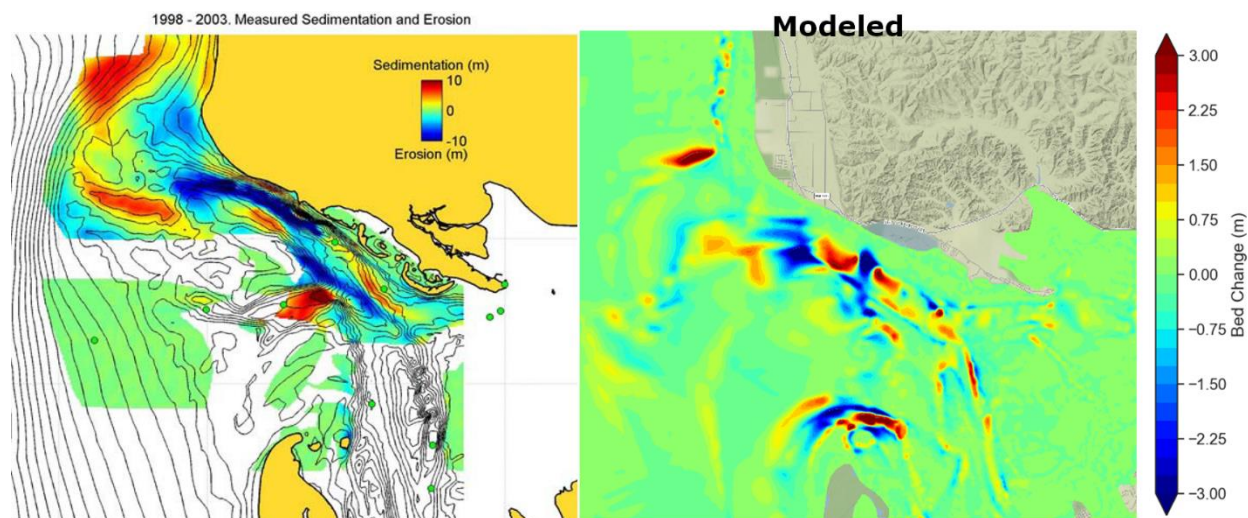 1998 - 2003. Measured Sedimentation and Erosion
Sedimentation (m)
10
0
-10
Erosion (m)
Modeled
3.00
2.25
1.50
0.75
0.00
−0.75
−1.50
−2.25
−3.00
Bed Change (m)